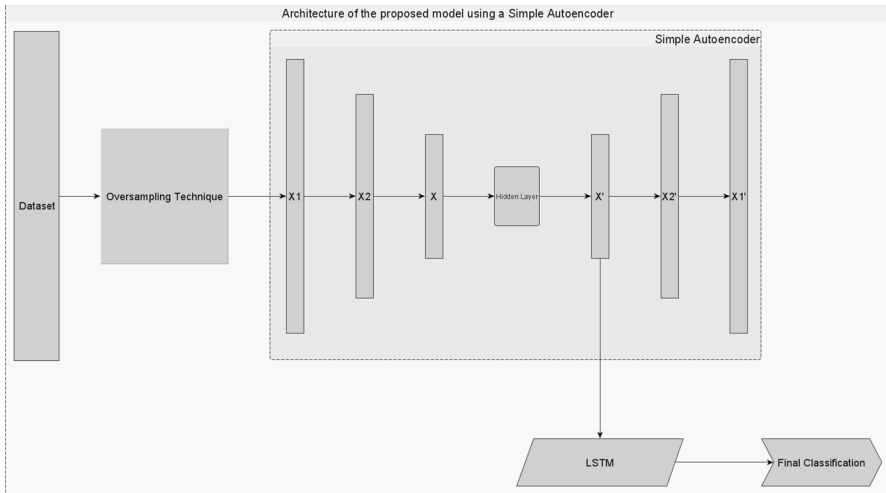 Architecture of the proposed model using a Simple Autoencoder
Simple Autoencoder
Dataset
Oversampling Technique
X1
X2
X
Hidden Layer
X'
X2'
X1'
LSTM
Final Classification